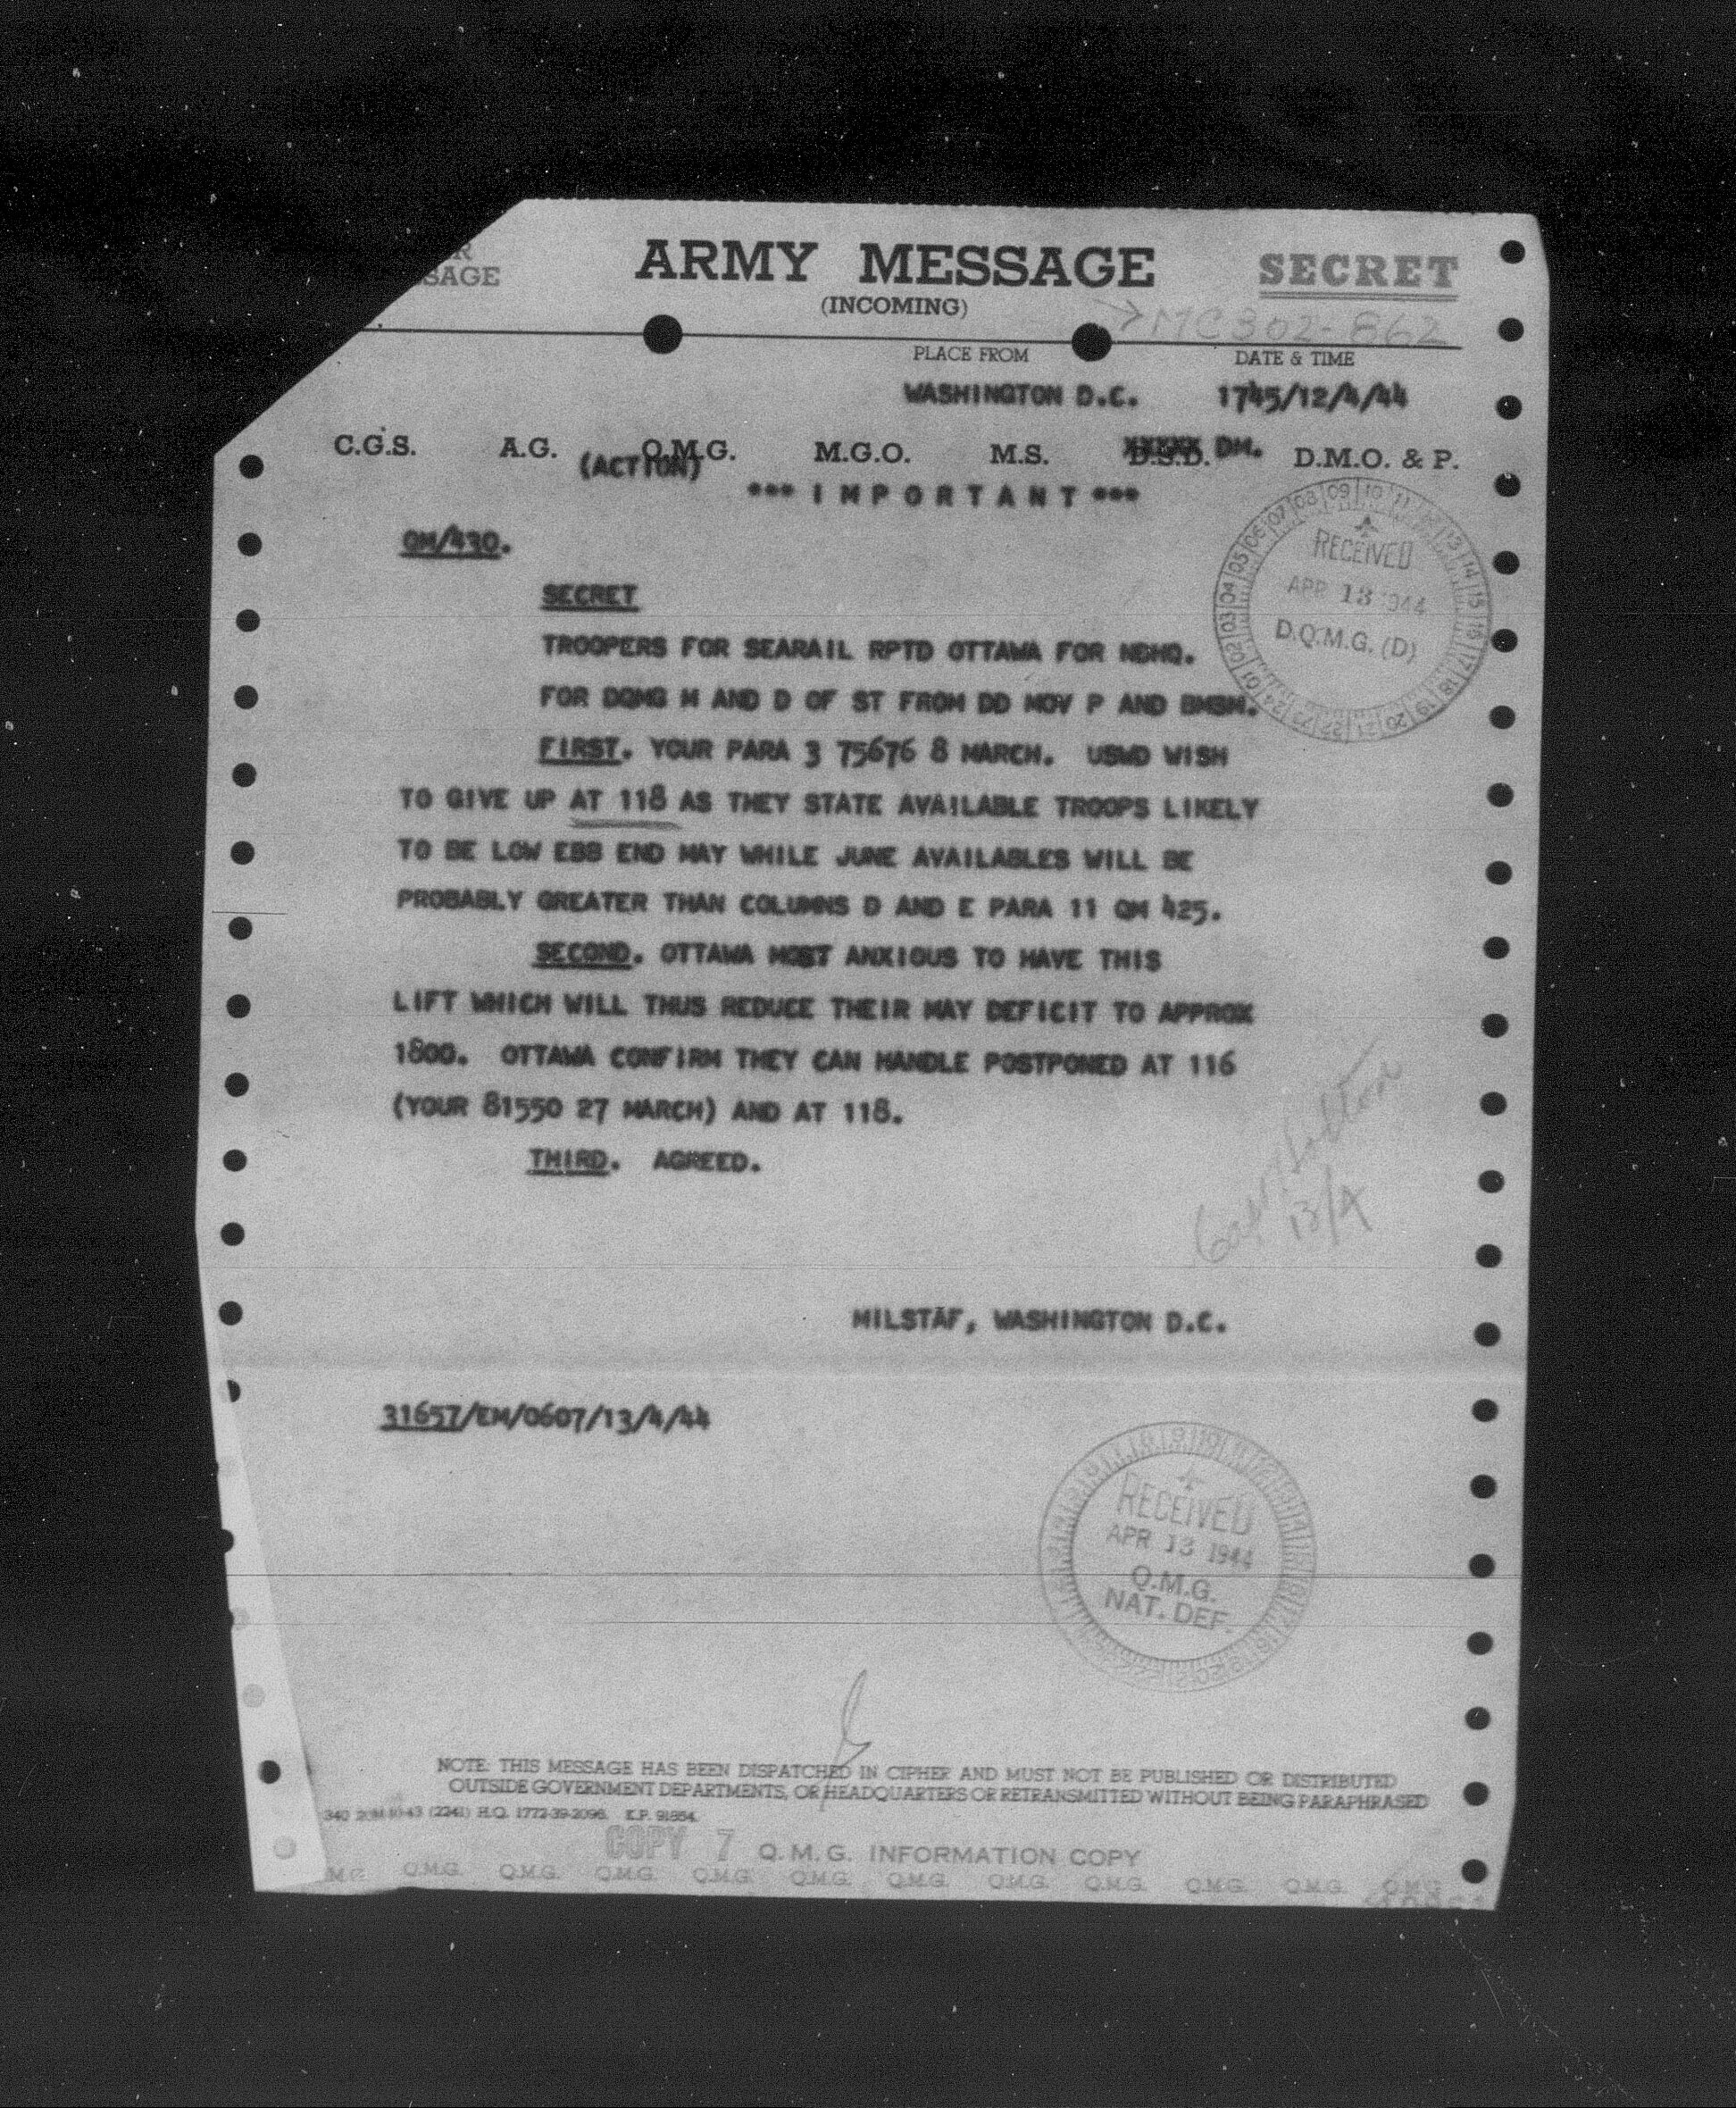 SAGE
ARMY MESSAGE
SECRET
(INCOMING)
MC302-862
PLACE FROM
DATE & TIME
WASHINGTON D.C. 1745/12/4/44
C.G.S. A.G. Q.M.G. M.G.O. M.S. D.S.D. DM. D.M.O. & P.
(ACTION)
*** I M P O R T A N T ***
QM/430.
RECEIVED
APR 13 1944
D.Q.M.G. (D)
SECRET
TROOPERS FOR SEARAIL RPTD OTTAWA FOR NDHQ.
FOR DQMG M AND D OF ST FROM DD MOV P AND BMSM.
FIRST. YOUR PARA 3 75676 8 MARCH. USWD WISH
TO GIVE UP AT 118 AS THEY STATE AVAILABLE TROOPS LIKELY
TO BE LOW EBB END MAY WHILE JUNE AVAILABLES WILL BE
PROBABLY GREATER THAN COLUMNS D AND E PARA 11 QM 425.
SECOND. OTTAWA MOST ANXIOUS TO HAVE THIS
LIFT WHICH WILL THUS REDUCE THEIR MAY DEFICIT TO APPROX
1800. OTTAWA CONFIRM THEY CAN HANDLE POSTPONED AT 116
(YOUR 81550 27 MARCH) AND AT 118.
THIRD. AGREED.
13/4
MILSTAF, WASHINGTON D.C.
31657/EM/0607/13/4/44
RECEIVED
APR 13 1944
Q.M.G.
NAT. DEF.
NOTE: THIS MESSAGE HAS BEEN DISPATCHED IN CIPHER AND MUST NOT BE PUBLISHED OR DISTRIBUTED
OUTSIDE GOVERNMENT DEPARTMENTS, OR HEADQUARTERS OR RETRANSMITTED WITHOUT BEING PARAPHRASED
H.Q. 1772-39-2096. K.P. 91864.
COPY 7 Q.M.G. INFORMATION COPY
Q.M.G. Q.M.G. Q.M.G. Q.M.G. Q.M.G. Q.M.G. Q.M.G. Q.M.G. Q.M.G. Q.M.G. Q.M.G.